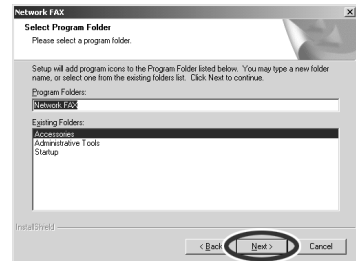 Network FAX
Select Program Folder
Please select a program folder.
Setup will add program icons to the Program Folder listed below. You may type a new folder
name, or select one from the existing folders list. Click Next to continue.
Program Folders:
Network FAX
Existing Folders:
Accessories
Administrative Tools
Startup
InstallShield
< Back
Next >
Cancel